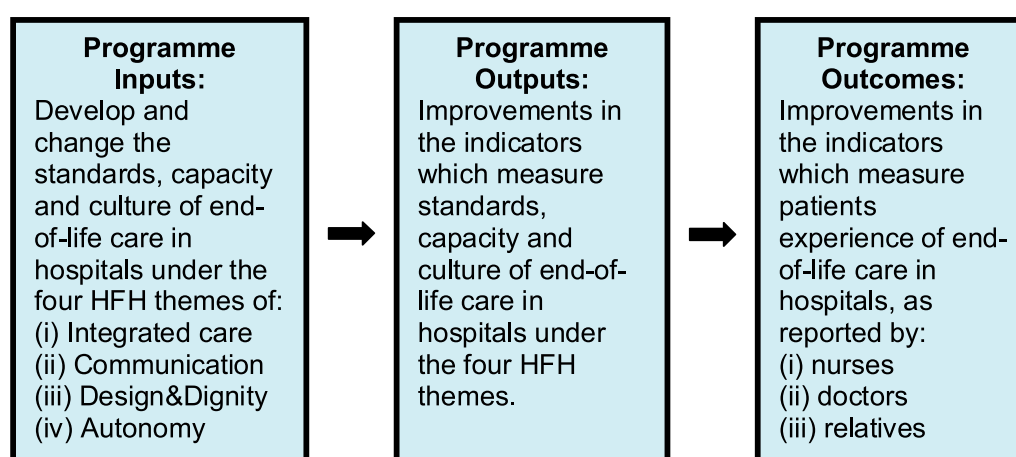 Programme
Inputs:
Develop and
change the
standards, capacity
and culture of end-
of-life care in
hospitals under the
four HFH themes of:
(i) Integrated care
(ii) Communication
(iii) Design&Dignity
(iv) Autonomy
Programme
Outputs:
Improvements in
the indicators
which measure
standards,
capacity and
culture of end-of-
life care in
hospitals under
the four HFH
themes.
Programme
Outcomes:
Improvements in
the indicators
which measure
patients
experience of end-
of-life care in
hospitals, as
reported by:
(i) nurses
(ii) doctors
(iii) relatives